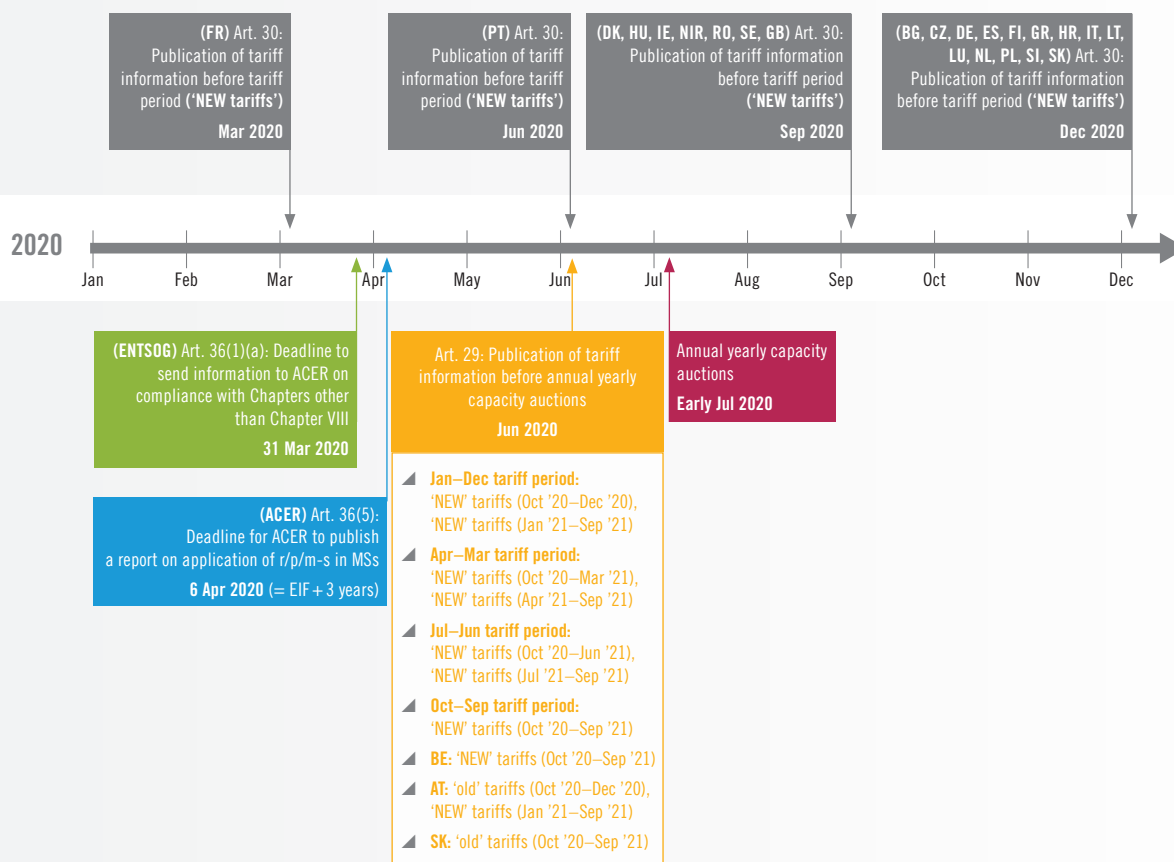 (FR) Art. 30:
Publication of tariff
information before tariff
period (‘NEW tariffs’)
Mar 2020
(PT) Art. 30:
Publication of tariff
information before tariff
period (‘NEW tariffs’)
Jun 2020
(DK, HU, IE, NIR, RO, SE, GB) Art. 30:
Publication of tariff information
before tariff period
(‘NEW tariffs’)
Sep 2020
(BG, CZ, DE, ES, FI, GR, HR, IT, LT,
LU, NL, PL, SI, SK) Art. 30:
Publication of tariff information
before tariff period (‘NEW tariffs’)
Dec 2020
2020
Jan Feb Mar Apr May Jun Jul Aug Sep Oct Nov Dec
(ENTSOG) Art. 36(1)(a): Deadline to
send information to ACER on
compliance with Chapters other
than Chapter VIII
31 Mar 2020
(ACER) Art. 36(5):
Deadline for ACER to publish
a report on application of r/p/m-s in MSs
6 Apr 2020 (= EIF + 3 years)
Art. 29: Publication of tariff
information before annual yearly
capacity auctions
Jun 2020
Jan–Dec tariff period:
‘NEW’ tariffs (Oct ’20–Dec ’20),
‘NEW’ tariffs (Jan ’21–Sep ’21)
Apr–Mar tariff period:
‘NEW’ tariffs (Oct ’20–Mar ’21),
‘NEW’ tariffs (Apr ’21–Sep ’21)
Jul–Jun tariff period:
‘NEW’ tariffs (Oct ’20–Jun ’21),
‘NEW’ tariffs (Jul ’21–Sep ’21)
Oct–Sep tariff period:
‘NEW’ tariffs (Oct ’20–Sep ’21)
BE: ‘NEW’ tariffs (Oct ’20–Sep ’21)
AT: ‘old’ tariffs (Oct ’20–Dec ’20),
‘NEW’ tariffs (Jan ’21–Sep ’21)
SK: ‘old’ tariffs (Oct ’20–Sep ’21)
Annual yearly capacity
auctions
Early Jul 2020